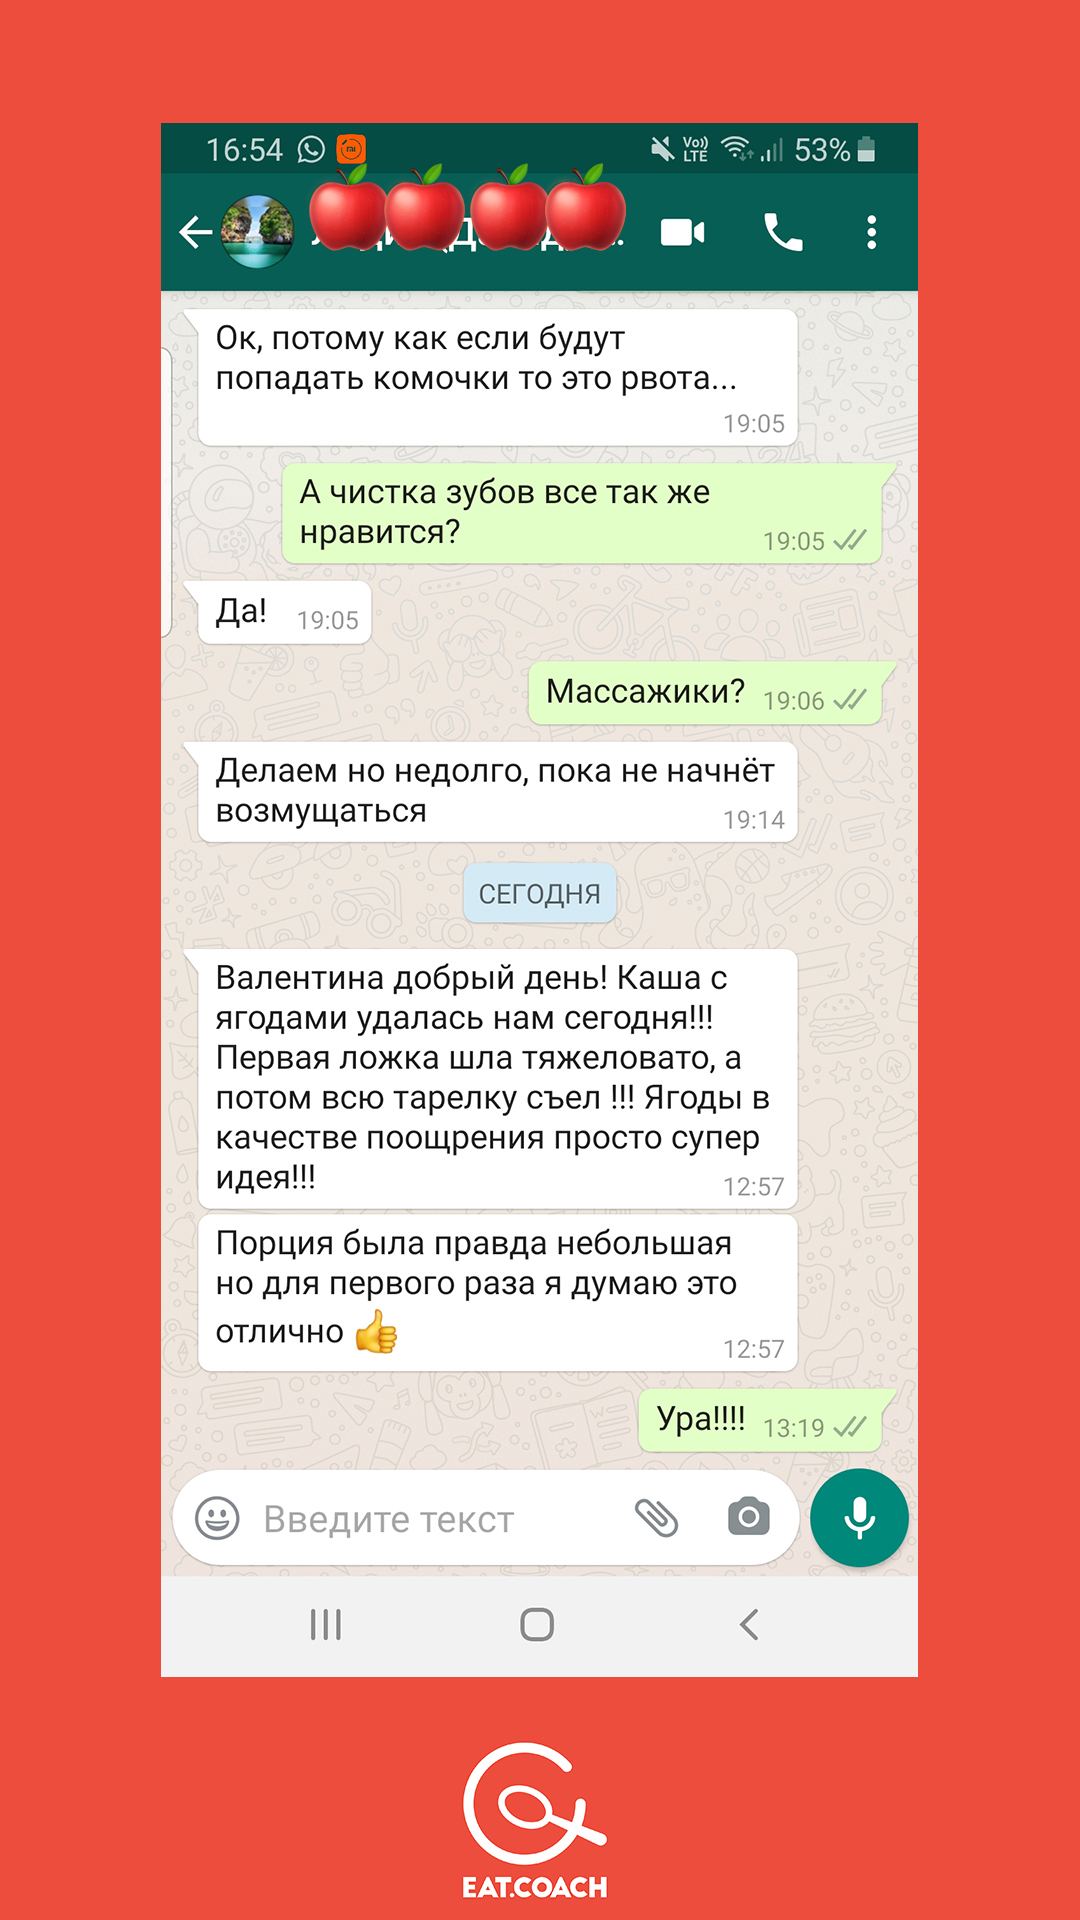 16:54
Vo))
LTE
53%
Ок, потому как если будут
попадать комочки то это рвота...
19:05
А чистка зубов все так же
нравится?
19:05
Да!
19:05
Массажики?
19:06
Делаем но недолго, пока не начнёт
возмущаться
19:14
СЕГОДНЯ
Валентина добрый день! Каша с
ягодами удалась нам сегодня!!!
Первая ложка шла тяжеловато, а
потом всю тарелку съел !!! Ягоды в
качестве поощрения просто супер
идея!!!
12:57
Порция была правда небольшая
но для первого раза я думаю это
отлично 👍
12:57
Ура!!!!
13:19
Введите текст
EAT.COACH